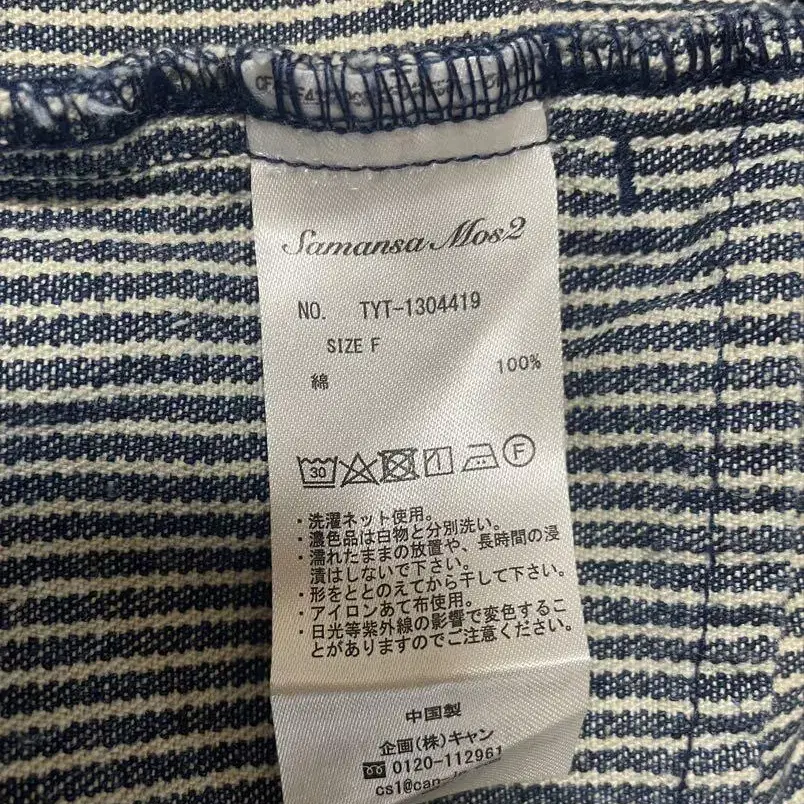 Samansa Mos2
NO. TYT-1304419
SIZE F
綿 100%
30
F
・洗濯ネット使用。
・濃色品は白物と分別洗い。
・濡れたままの放置や、長時間の浸
漬はしないで下さい。
・形をととのえてから干して下さい。
・アイロンあて布使用。
・日光等紫外線の影響で変色するこ
とがありますのでご注意ください。
中国製
企画(株)キャン
0120-112961